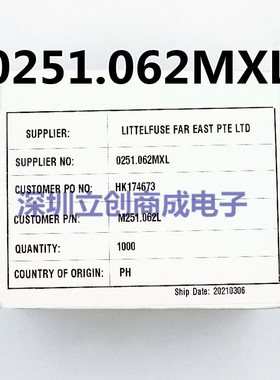 0251.062MXL
SUPPLIER: LITTELFUSE FAR EAST PTE LTD
SUPPLIER NO: 0251.062MXL
CUSTOMER PO NO: HK174673
深圳立创商成电子
CUSTOMER P/N: M251.062L
QUANTITY: 1000
COUNTRY OF ORIGIN: PH
Ship Date: 20210306